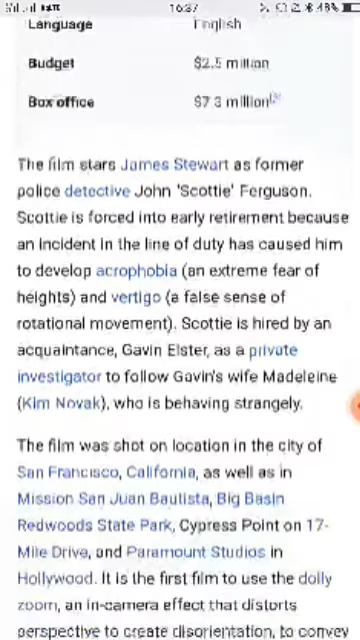 10:37
48%
Language English
Budget $2.5 million
Box office $7.3 million
The film stars James Stewart as former
police detective John 'Scottie' Ferguson.
Scottie is forced into early retirement because
an incident in the line of duty has caused him
to develop acrophobia (an extreme fear of
heights) and vertigo (a false sense of
rotational movement). Scottie is hired by an
acquaintance, Gavin Elster, as a private
investigator to follow Gavin's wife Madeleine
(Kim Novak), who is behaving strangely.
The film was shot on location in the city of
San Francisco, California, as well as in
Mission San Juan Bautista, Big Basin
Redwoods State Park, Cypress Point on 17-
Mile Drive, and Paramount Studios in
Hollywood. It is the first film to use the dolly
zoom, an in-camera effect that distorts
perspective to create disorientation, to convey